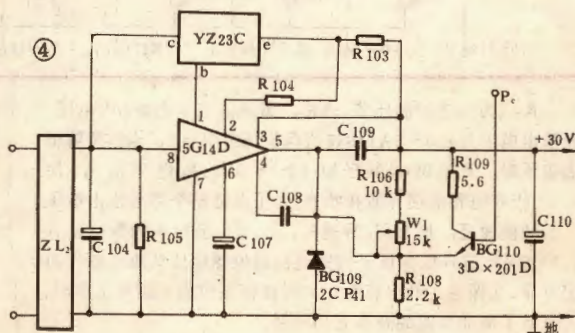 ④
YZ23C
c
e
b
R103
R104
Pc
+30V
1
2
3
5G14D
5
8
4
7
6
C109
R106
10k
R109
5.6
C108
W1
15k
C110
ZL2
C104
R105
C107
BG109
2CP41
R108
2.2k
BG110
3D×201D
地